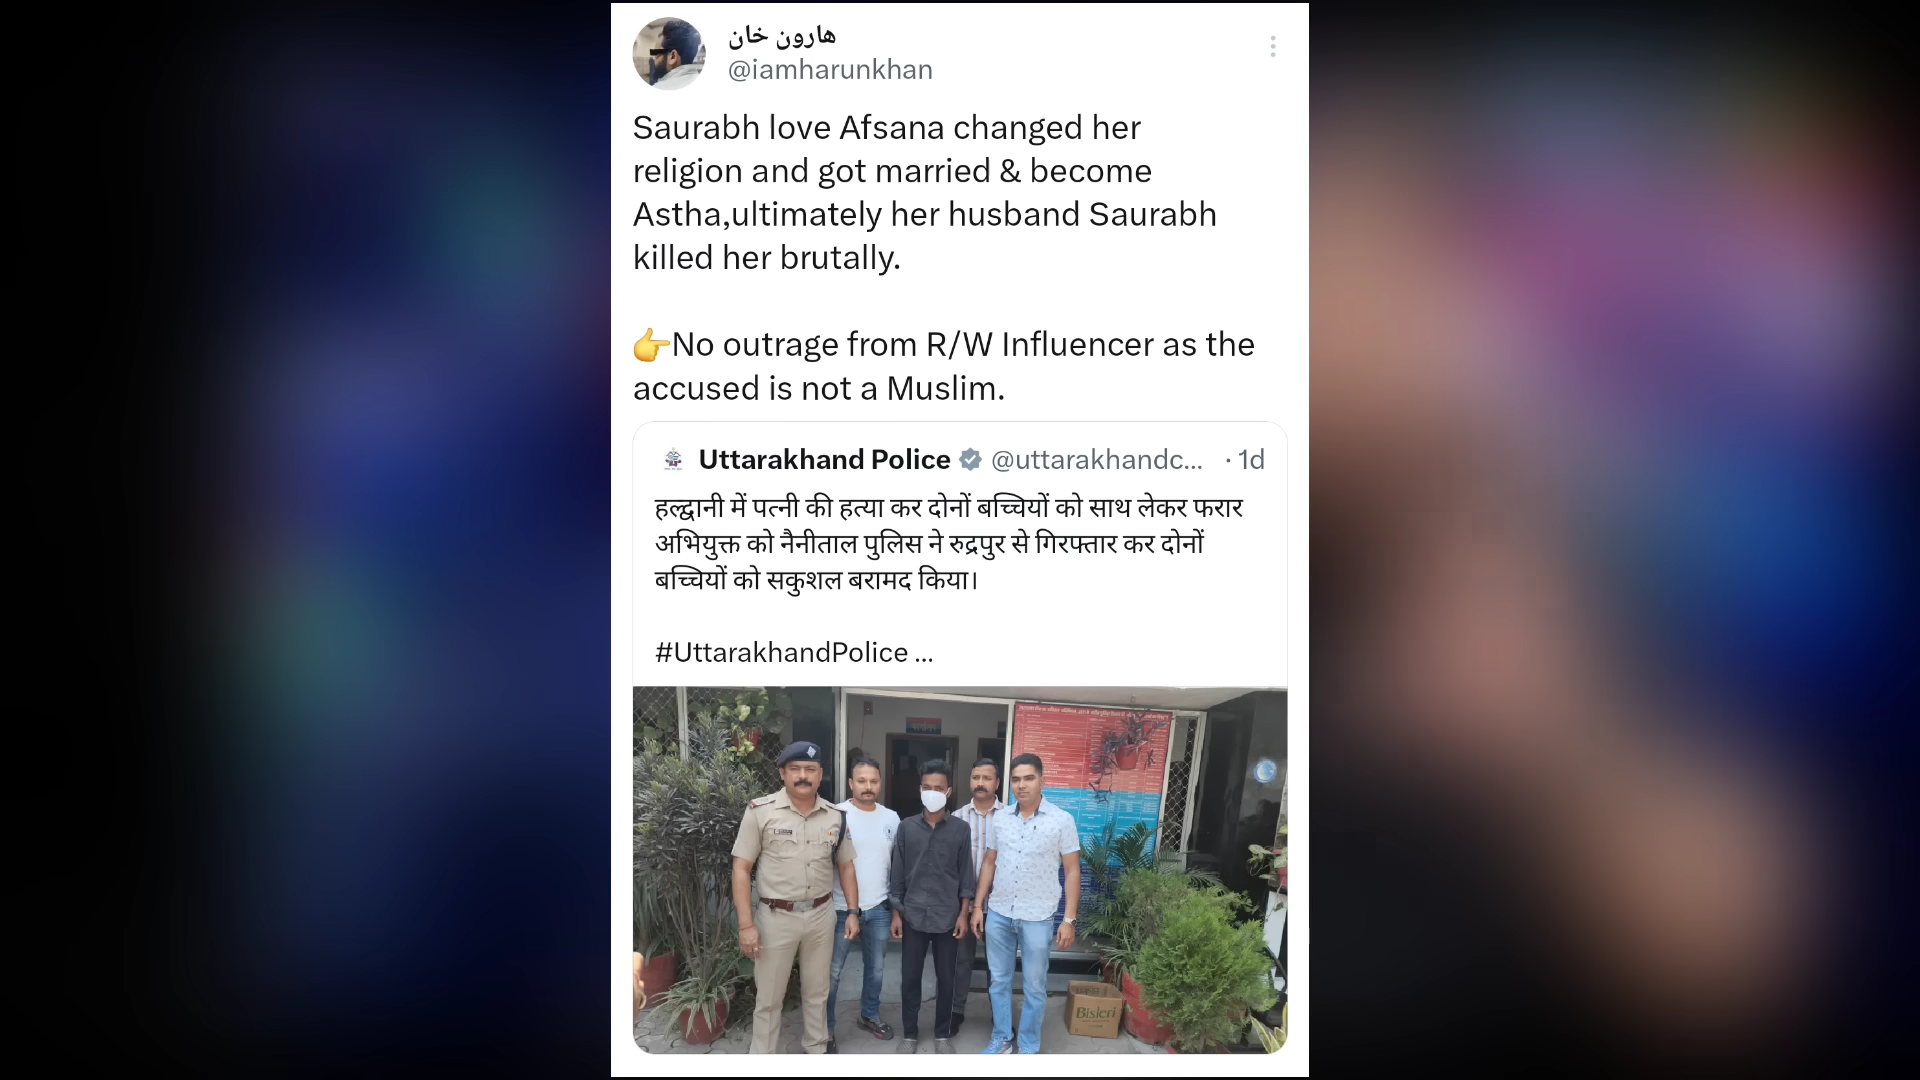 هارون خان
@iamharunkhan
Saurabh love Afsana changed her
religion and got married & become
Astha,ultimately her husband Saurabh
killed her brutally.
👉No outrage from R/W Influencer as the
accused is not a Muslim.
Uttarakhand Police @uttarakhandc... · 1d
हल्द्वानी में पत्नी की हत्या कर दोनों बच्चियों को साथ लेकर फरार
अभियुक्त को नैनीताल पुलिस ने रुद्रपुर से गिरफ्तार कर दोनों
बच्चियों को सकुशल बरामद किया।
#UttarakhandPolice ...
Bisleri